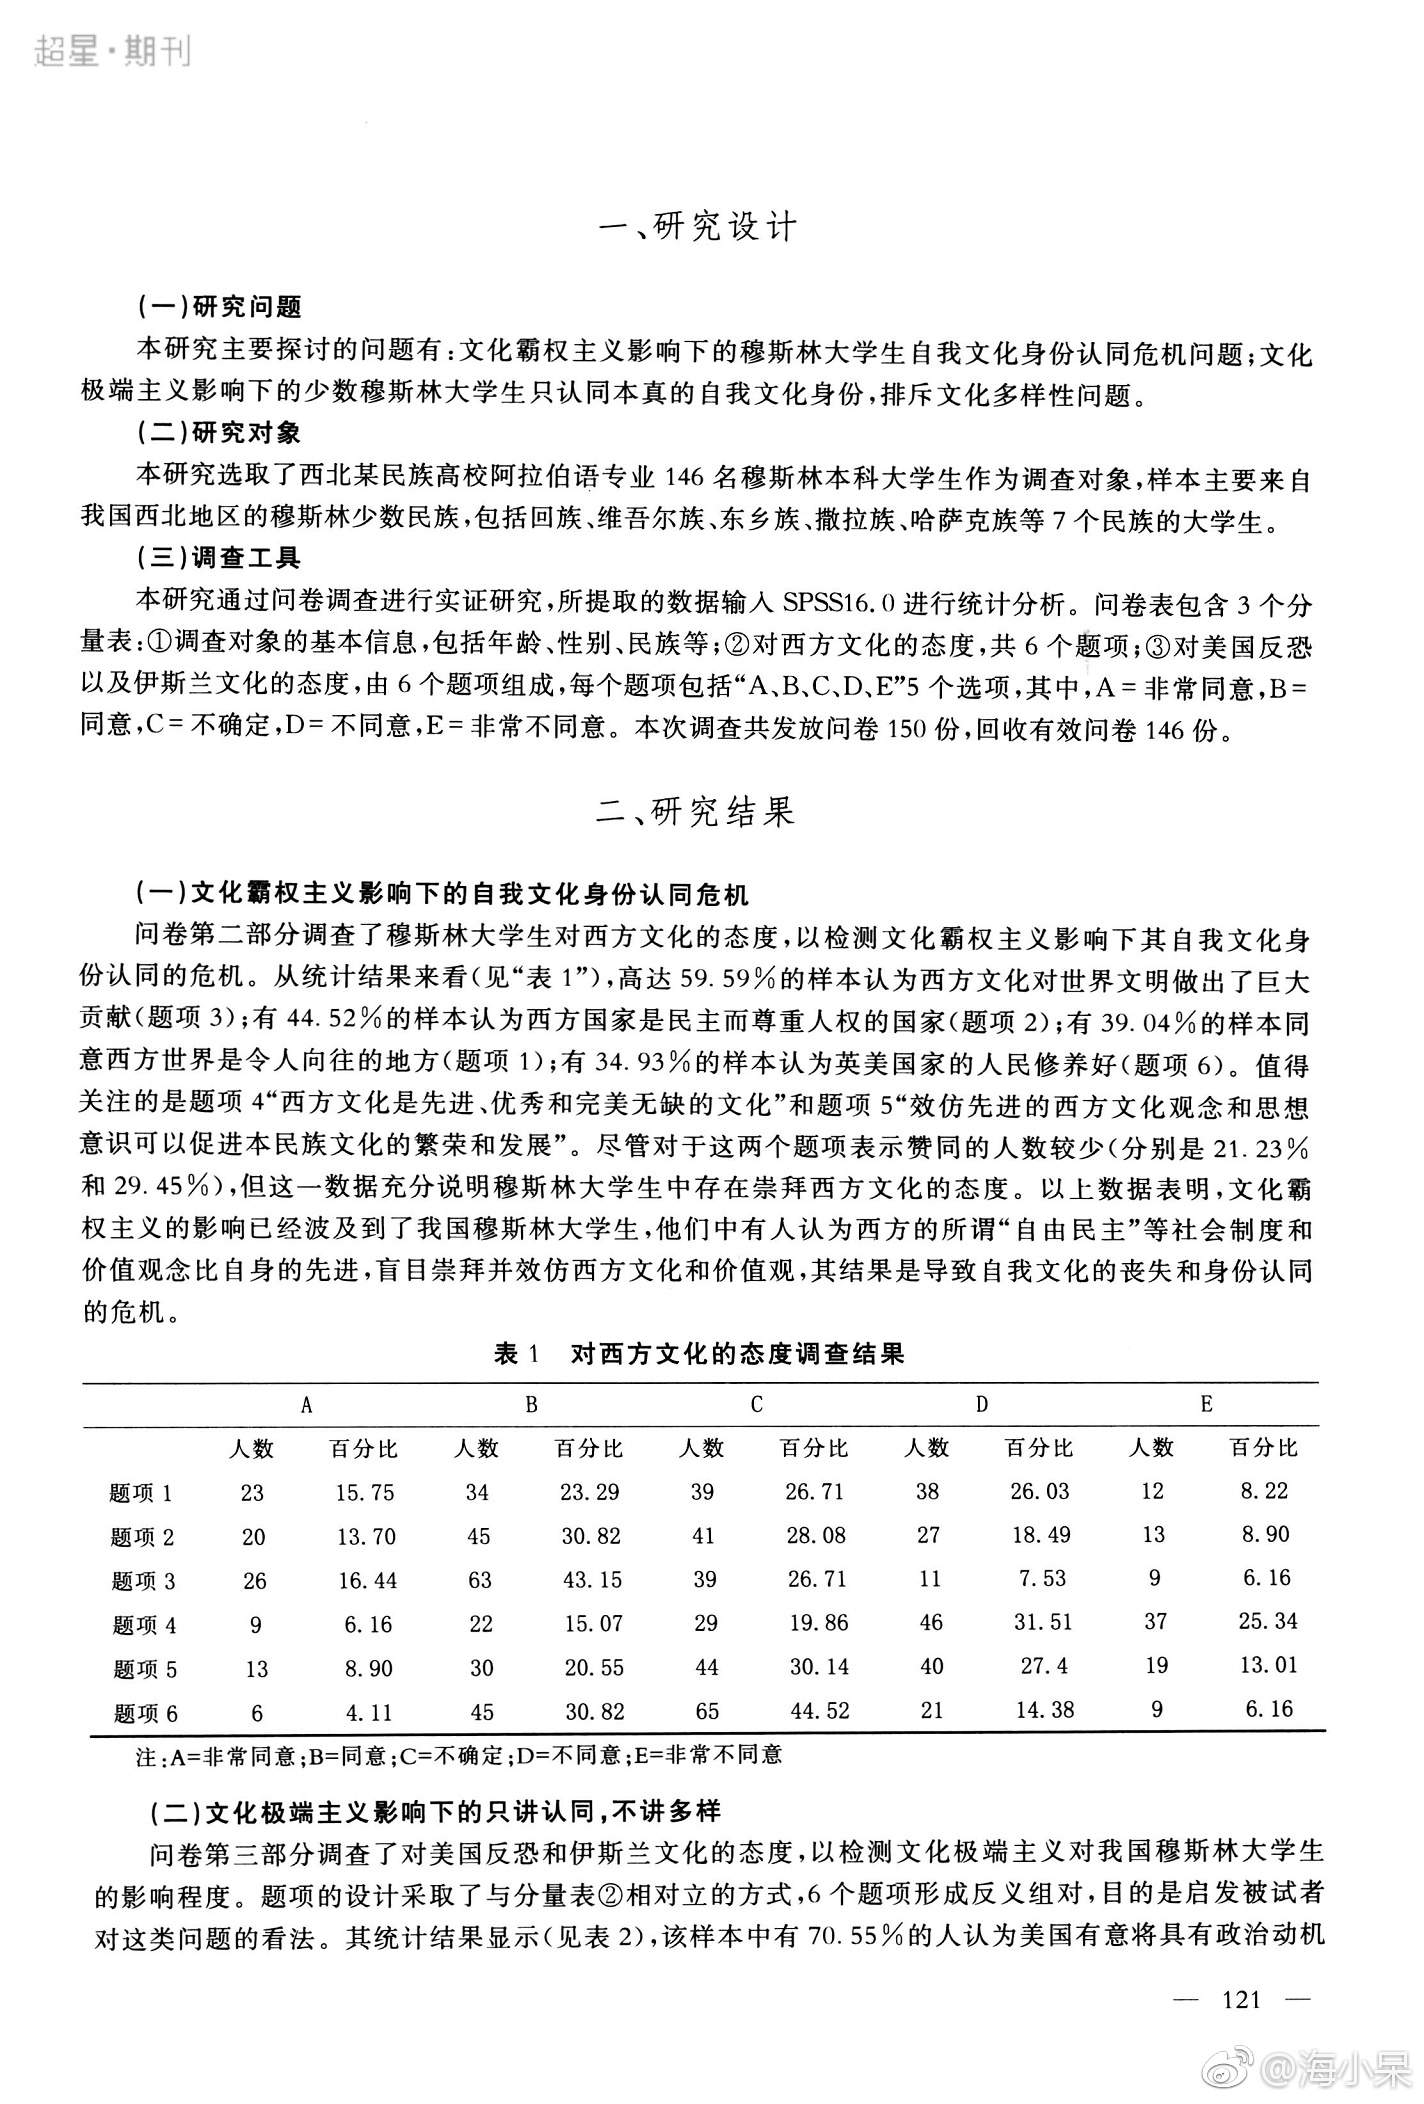 超星·期刊
一、研究设计
(一)研究问题
本研究主要探讨的问题有:文化霸权主义影响下的穆斯林大学生自我文化身份认同危机问题;文化
极端主义影响下的少数穆斯林大学生只认同本真的自我文化身份,排斥文化多样性问题。
(二)研究对象
本研究选取了西北某民族高校阿拉伯语专业 146 名穆斯林本科大学生作为调查对象,样本主要来自
我国西北地区的穆斯林少数民族,包括回族、维吾尔族、东乡族、撒拉族、哈萨克族等 7 个民族的大学生。
(三)调查工具
本研究通过问卷调查进行实证研究,所提取的数据输入 SPSS16.0 进行统计分析。问卷表包含 3 个分
量表:①调查对象的基本信息,包括年龄、性别、民族等;②对西方文化的态度,共 6 个题项;③对美国反恐
以及伊斯兰文化的态度,由 6 个题项组成,每个题项包括“A、B、C、D、E”5 个选项,其中,A=非常同意,B=
同意,C=不确定,D=不同意,E=非常不同意。本次调查共发放问卷 150 份,回收有效问卷 146 份。
二、研究结果
(一)文化霸权主义影响下的自我文化身份认同危机
问卷第二部分调查了穆斯林大学生对西方文化的态度,以检测文化霸权主义影响下其自我文化身
份认同的危机。从统计结果来看(见“表 1”),高达 59.59%的样本认为西方文化对世界文明做出了巨大
贡献(题项 3);有 44.52%的样本认为西方国家是民主而尊重人权的国家(题项 2);有 39.04%的样本同
意西方世界是令人向往的地方(题项 1);有 34.93%的样本认为英美国家的人民修养好(题项 6)。值得
关注的是题项 4“西方文化是先进、优秀和完美无缺的文化”和题项 5“效仿先进的西方文化观念和思想
意识可以促进本民族文化的繁荣和发展”。尽管对于这两个题项表示赞同的人数较少(分别是 21.23%
和 29.45%),但这一数据充分说明穆斯林大学生中存在崇拜西方文化的态度。以上数据表明,文化霸
权主义的影响已经波及到了我国穆斯林大学生,他们中有人认为西方的所谓“自由民主”等社会制度和
价值观念比自身的先进,盲目崇拜并效仿西方文化和价值观,其结果是导致自我文化的丧失和身份认同
的危机。
表 1 对西方文化的态度调查结果
A B C D E
人数 百分比 人数 百分比 人数 百分比 人数 百分比 人数 百分比
题项 1 23 15.75 34 23.29 39 26.71 38 26.03 12 8.22
题项 2 20 13.70 45 30.82 41 28.08 27 18.49 13 8.90
题项 3 26 16.44 63 43.15 39 26.71 11 7.53 9 6.16
题项 4 9 6.16 22 15.07 29 19.86 46 31.51 37 25.34
题项 5 13 8.90 30 20.55 44 30.14 40 27.4 19 13.01
题项 6 6 4.11 45 30.82 65 44.52 21 14.38 9 6.16
注:A=非常同意;B=同意;C=不确定;D=不同意;E=非常不同意
(二)文化极端主义影响下的只讲认同,不讲多样
问卷第三部分调查了对美国反恐和伊斯兰文化的态度,以检测文化极端主义对我国穆斯林大学生
的影响程度。题项的设计采取了与分量表②相对立的方式,6 个题项形成反义组对,目的是启发被试者
对这类问题的看法。其统计结果显示(见表 2),该样本中有 70.55%的人认为美国有意将具有政治动机
— 121 —
@海小呆